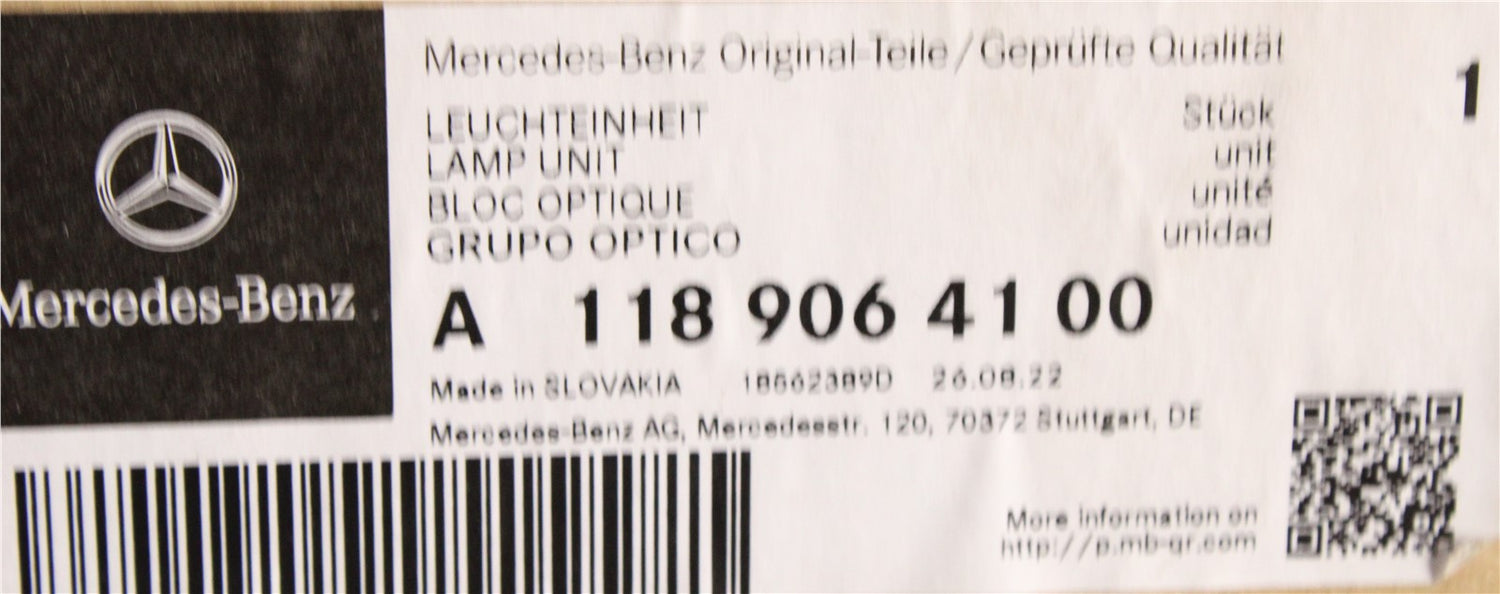 Mercedes-Benz
Mercedes-Benz Original-Teile/Geprüfte Qualität
1
LEUCHTEINHEIT Stück
LAMP UNIT unit
BLOC OPTIQUE unité
GRUPO OPTICO unidad
A 118 906 41 00
Made in SLOVAKIA 18562389D 26.08.22
Mercedes-Benz AG, Mercedesstr. 120, 70372 Stuttgart, DE
More information on
http://p.mb-qr.com